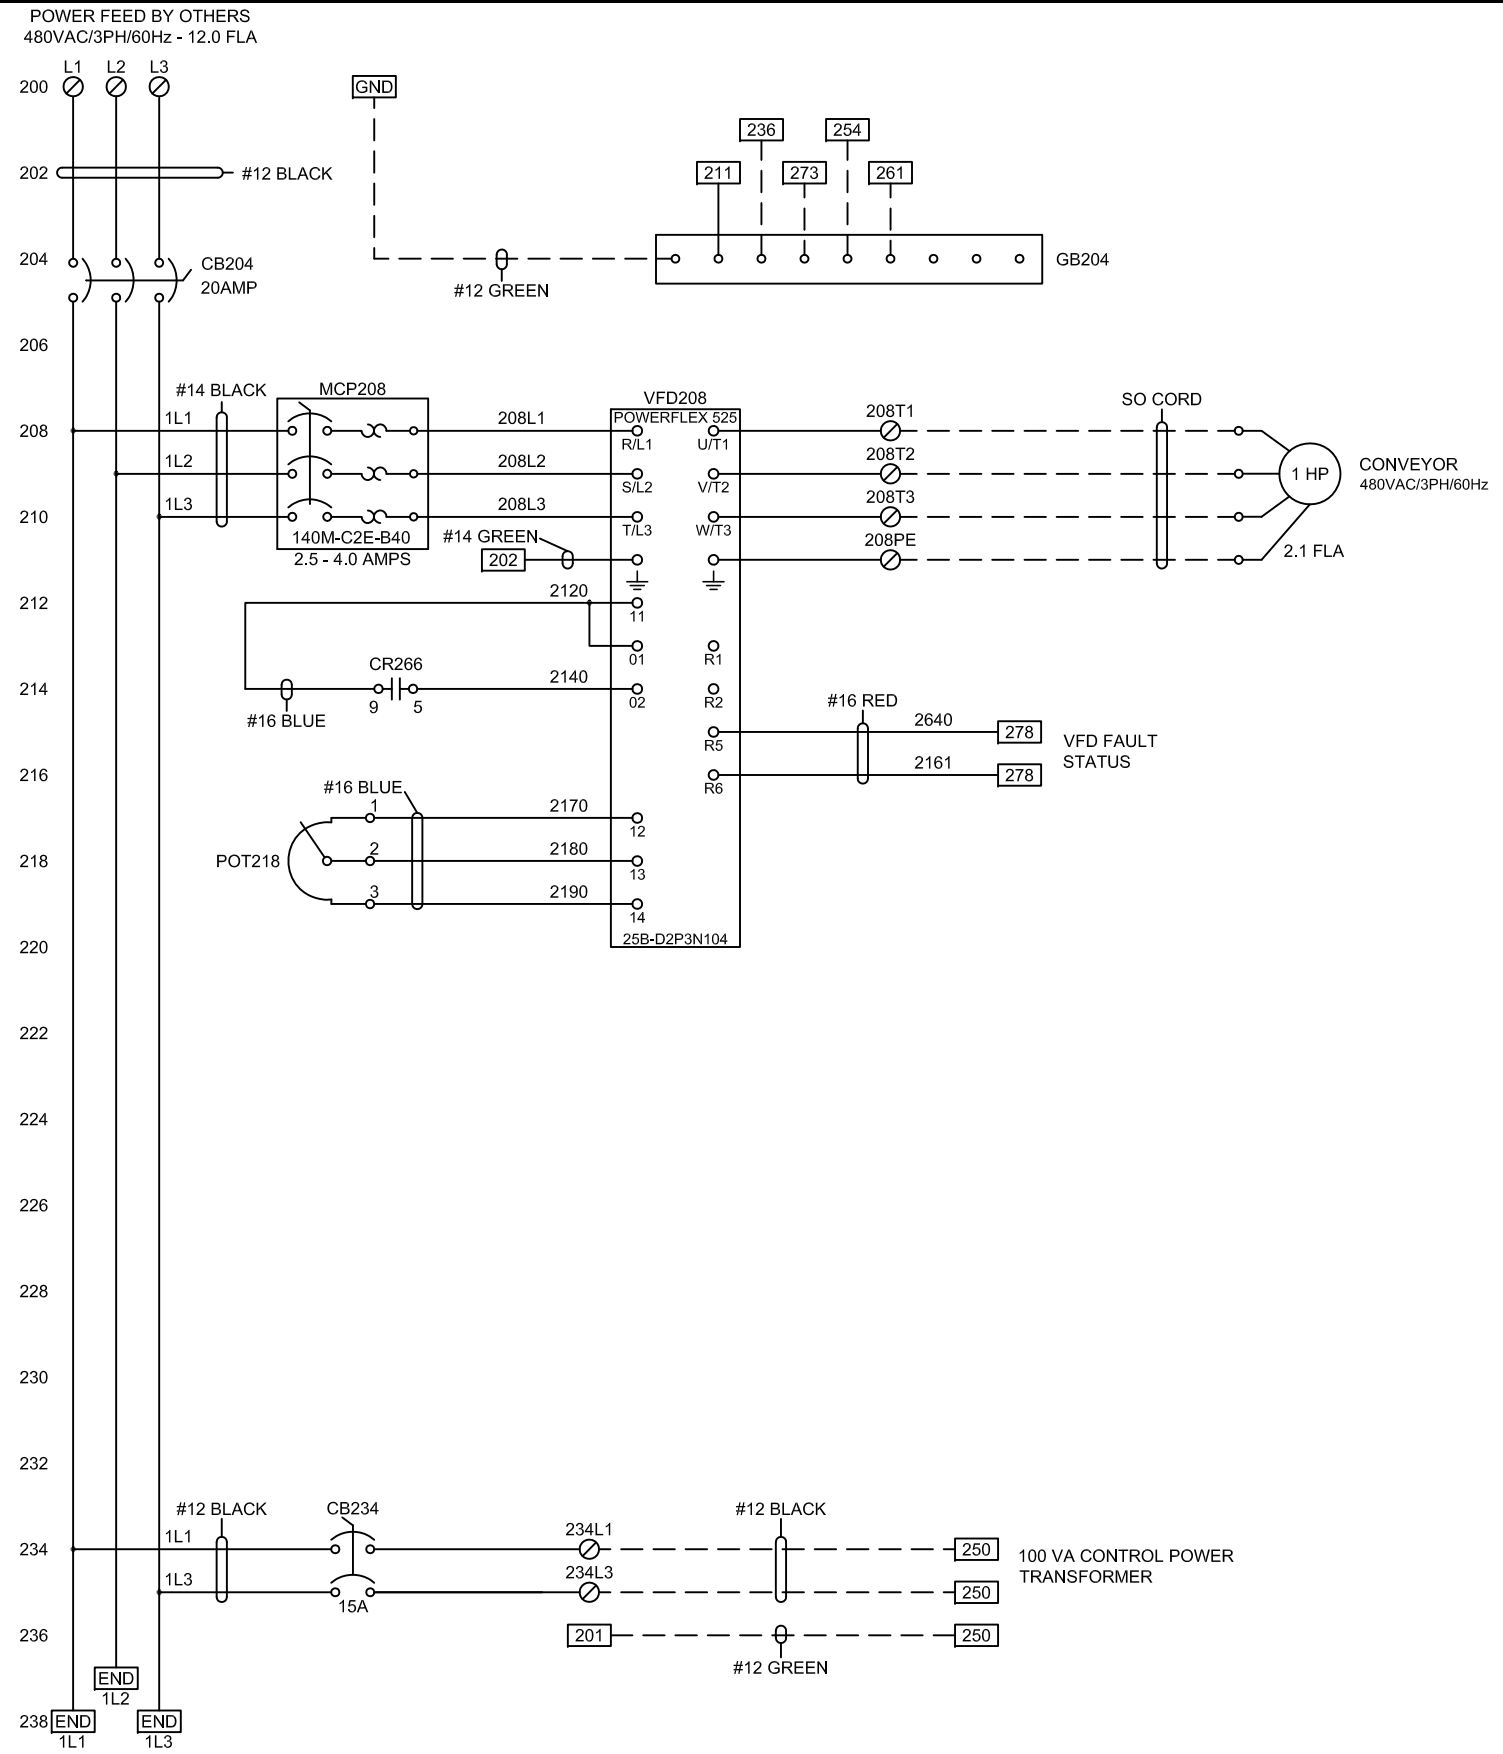 POWER FEED BY OTHERS
480VAC/3PH/60Hz - 12.0 FLA
L1 L2 L3
200
GND
236 254
202
#12 BLACK
211 273 261
204
CB204
20AMP
#12 GREEN
GB204
206
#14 BLACK
MCP208
VFD208
POWERFLEX 525
SO CORD
208
1L1
208L1
R/L1
U/T1
208T1
1L2
208L2
S/L2
V/T2
208T2
1 HP
CONVEYOR
480VAC/3PH/60Hz
210
1L3
208L3
T/L3
W/T3
208T3
140M-C2E-B40
2.5 - 4.0 AMPS
#14 GREEN
202
208PE
2.1 FLA
212
2120
11
01
R1
214
CR266
9 5
#16 BLUE
2140
02
R2
#16 RED
R5
2640
278
VFD FAULT
STATUS
216
R6
2161
278
#16 BLUE
1
2170
12
218
POT218
2
2180
13
3
2190
14
220
25B-D2P3N104
222
224
226
228
230
232
#12 BLACK
CB234
#12 BLACK
234
1L1
234L1
250
100 VA CONTROL POWER
TRANSFORMER
1L3
15A
234L3
250
236
201
250
#12 GREEN
END
1L2
238
END
1L1
END
1L3